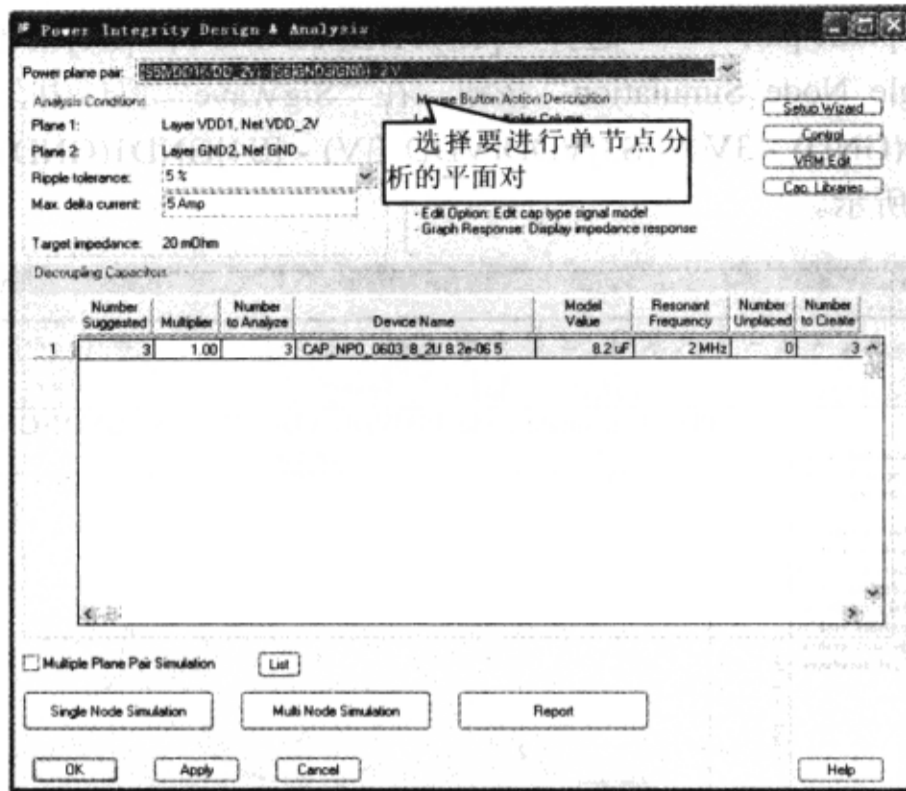 Power Integrity Design & Analysis
Power plane pair:
Analysis Conditions
Mouse Button Action Description
Plane 1: Layer VDD1, Net VDD_2V
Plane 2: Layer GND2, Net GND
Ripple tolerance: 5 %
Max. delta current: 5 Amp
Target impedance: 20 mOhm
选择要进行单节点分
析的平面对
- Edit Option: Edit cap type signal model
- Graph Response: Display impedance response
Setup Wizard
Control
VRM Edit
Cap. Libraries
Decoupling Capacitors
Number Suggested Multiplier Number to Analyze Device Name Model Value Resonant Frequency Number Unplaced Number to Create
1 3 1.00 3 CAP_NPO_0603_8_2U 8.2e-06 5 8.2 uF 2 MHz 0 3
Multiple Plane Pair Simulation List
Single Node Simulation Multi Node Simulation Report
OK Apply Cancel Help